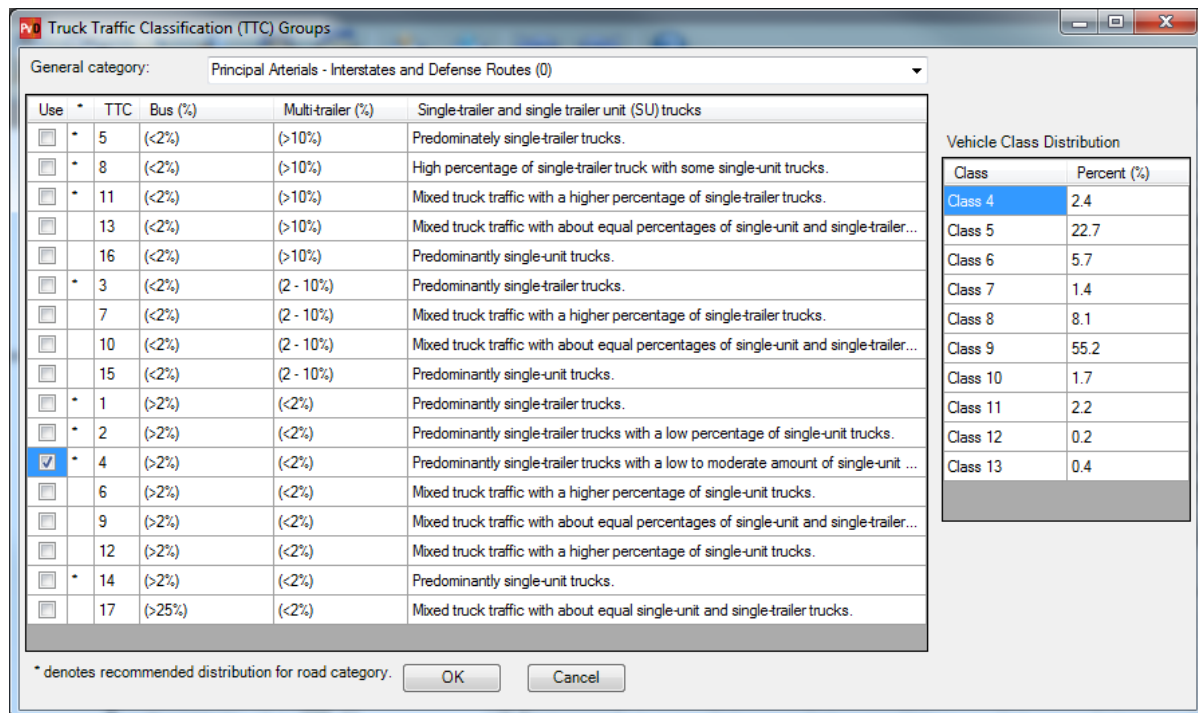 PvD Truck Traffic Classification (TTC) Groups
General category: Principal Arterials - Interstates and Defense Routes (0)
Use * TTC Bus (%) Multi-trailer (%) Single-trailer and single trailer unit (SU) trucks
* 5 (<2%) (>10%) Predominately single-trailer trucks.
* 8 (<2%) (>10%) High percentage of single-trailer truck with some single-unit trucks.
* 11 (<2%) (>10%) Mixed truck traffic with a higher percentage of single-trailer trucks.
13 (<2%) (>10%) Mixed truck traffic with about equal percentages of single-unit and single-trailer...
16 (<2%) (>10%) Predominantly single-unit trucks.
* 3 (<2%) (2 - 10%) Predominantly single-trailer trucks.
7 (<2%) (2 - 10%) Mixed truck traffic with a higher percentage of single-trailer trucks.
10 (<2%) (2 - 10%) Mixed truck traffic with about equal percentages of single-unit and single-trailer...
15 (<2%) (2 - 10%) Predominantly single-unit trucks.
* 1 (>2%) (<2%) Predominantly single-trailer trucks.
* 2 (>2%) (<2%) Predominantly single-trailer trucks with a low percentage of single-unit trucks.
* 4 (>2%) (<2%) Predominantly single-trailer trucks with a low to moderate amount of single-unit ...
6 (>2%) (<2%) Mixed truck traffic with a higher percentage of single-unit trucks.
9 (>2%) (<2%) Mixed truck traffic with about equal percentages of single-unit and single-trailer...
12 (>2%) (<2%) Mixed truck traffic with a higher percentage of single-unit trucks.
* 14 (>2%) (<2%) Predominantly single-unit trucks.
17 (>25%) (<2%) Mixed truck traffic with about equal single-unit and single-trailer trucks.
* denotes recommended distribution for road category. OK Cancel
Vehicle Class Distribution
Class Percent (%)
Class 4 2.4
Class 5 22.7
Class 6 5.7
Class 7 1.4
Class 8 8.1
Class 9 55.2
Class 10 1.7
Class 11 2.2
Class 12 0.2
Class 13 0.4